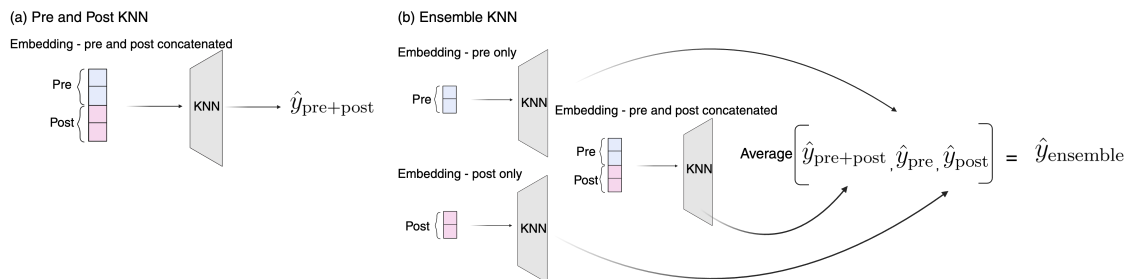 (a) Pre and Post KNN
Embedding - pre and post concatenated
Pre
Post
KNN
ŷpre+post
(b) Ensemble KNN
Embedding - pre only
Pre
KNN
Embedding - pre and post concatenated
Pre
Post
KNN
Embedding - post only
Post
KNN
Average [ŷpre+post, ŷpre, ŷpost] = ŷensemble